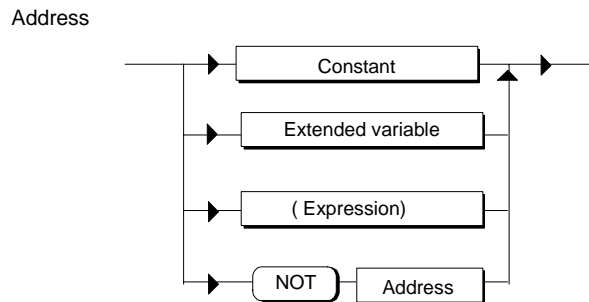 Address
Constant
Extended variable
( Expression)
NOT Address